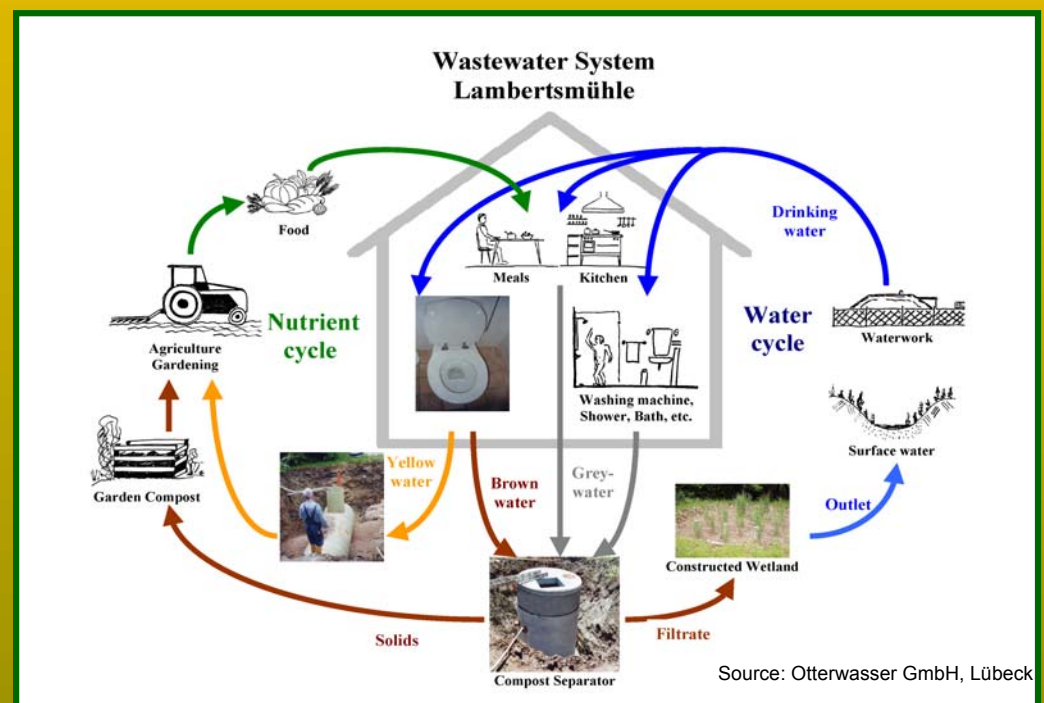 Wastewater System
Lambertsmühle
Food
Drinking
water
Meals
Kitchen
Nutrient
cycle
Water
cycle
Agriculture
Gardening
Waterwork
Washing machine,
Shower, Bath, etc.
Surface water
Garden Compost
Yellow
water
Brown
water
Grey-
water
Outlet
Constructed Wetland
Solids
Filtrate
Compost Separator
Source: Otterwasser GmbH, Lübeck